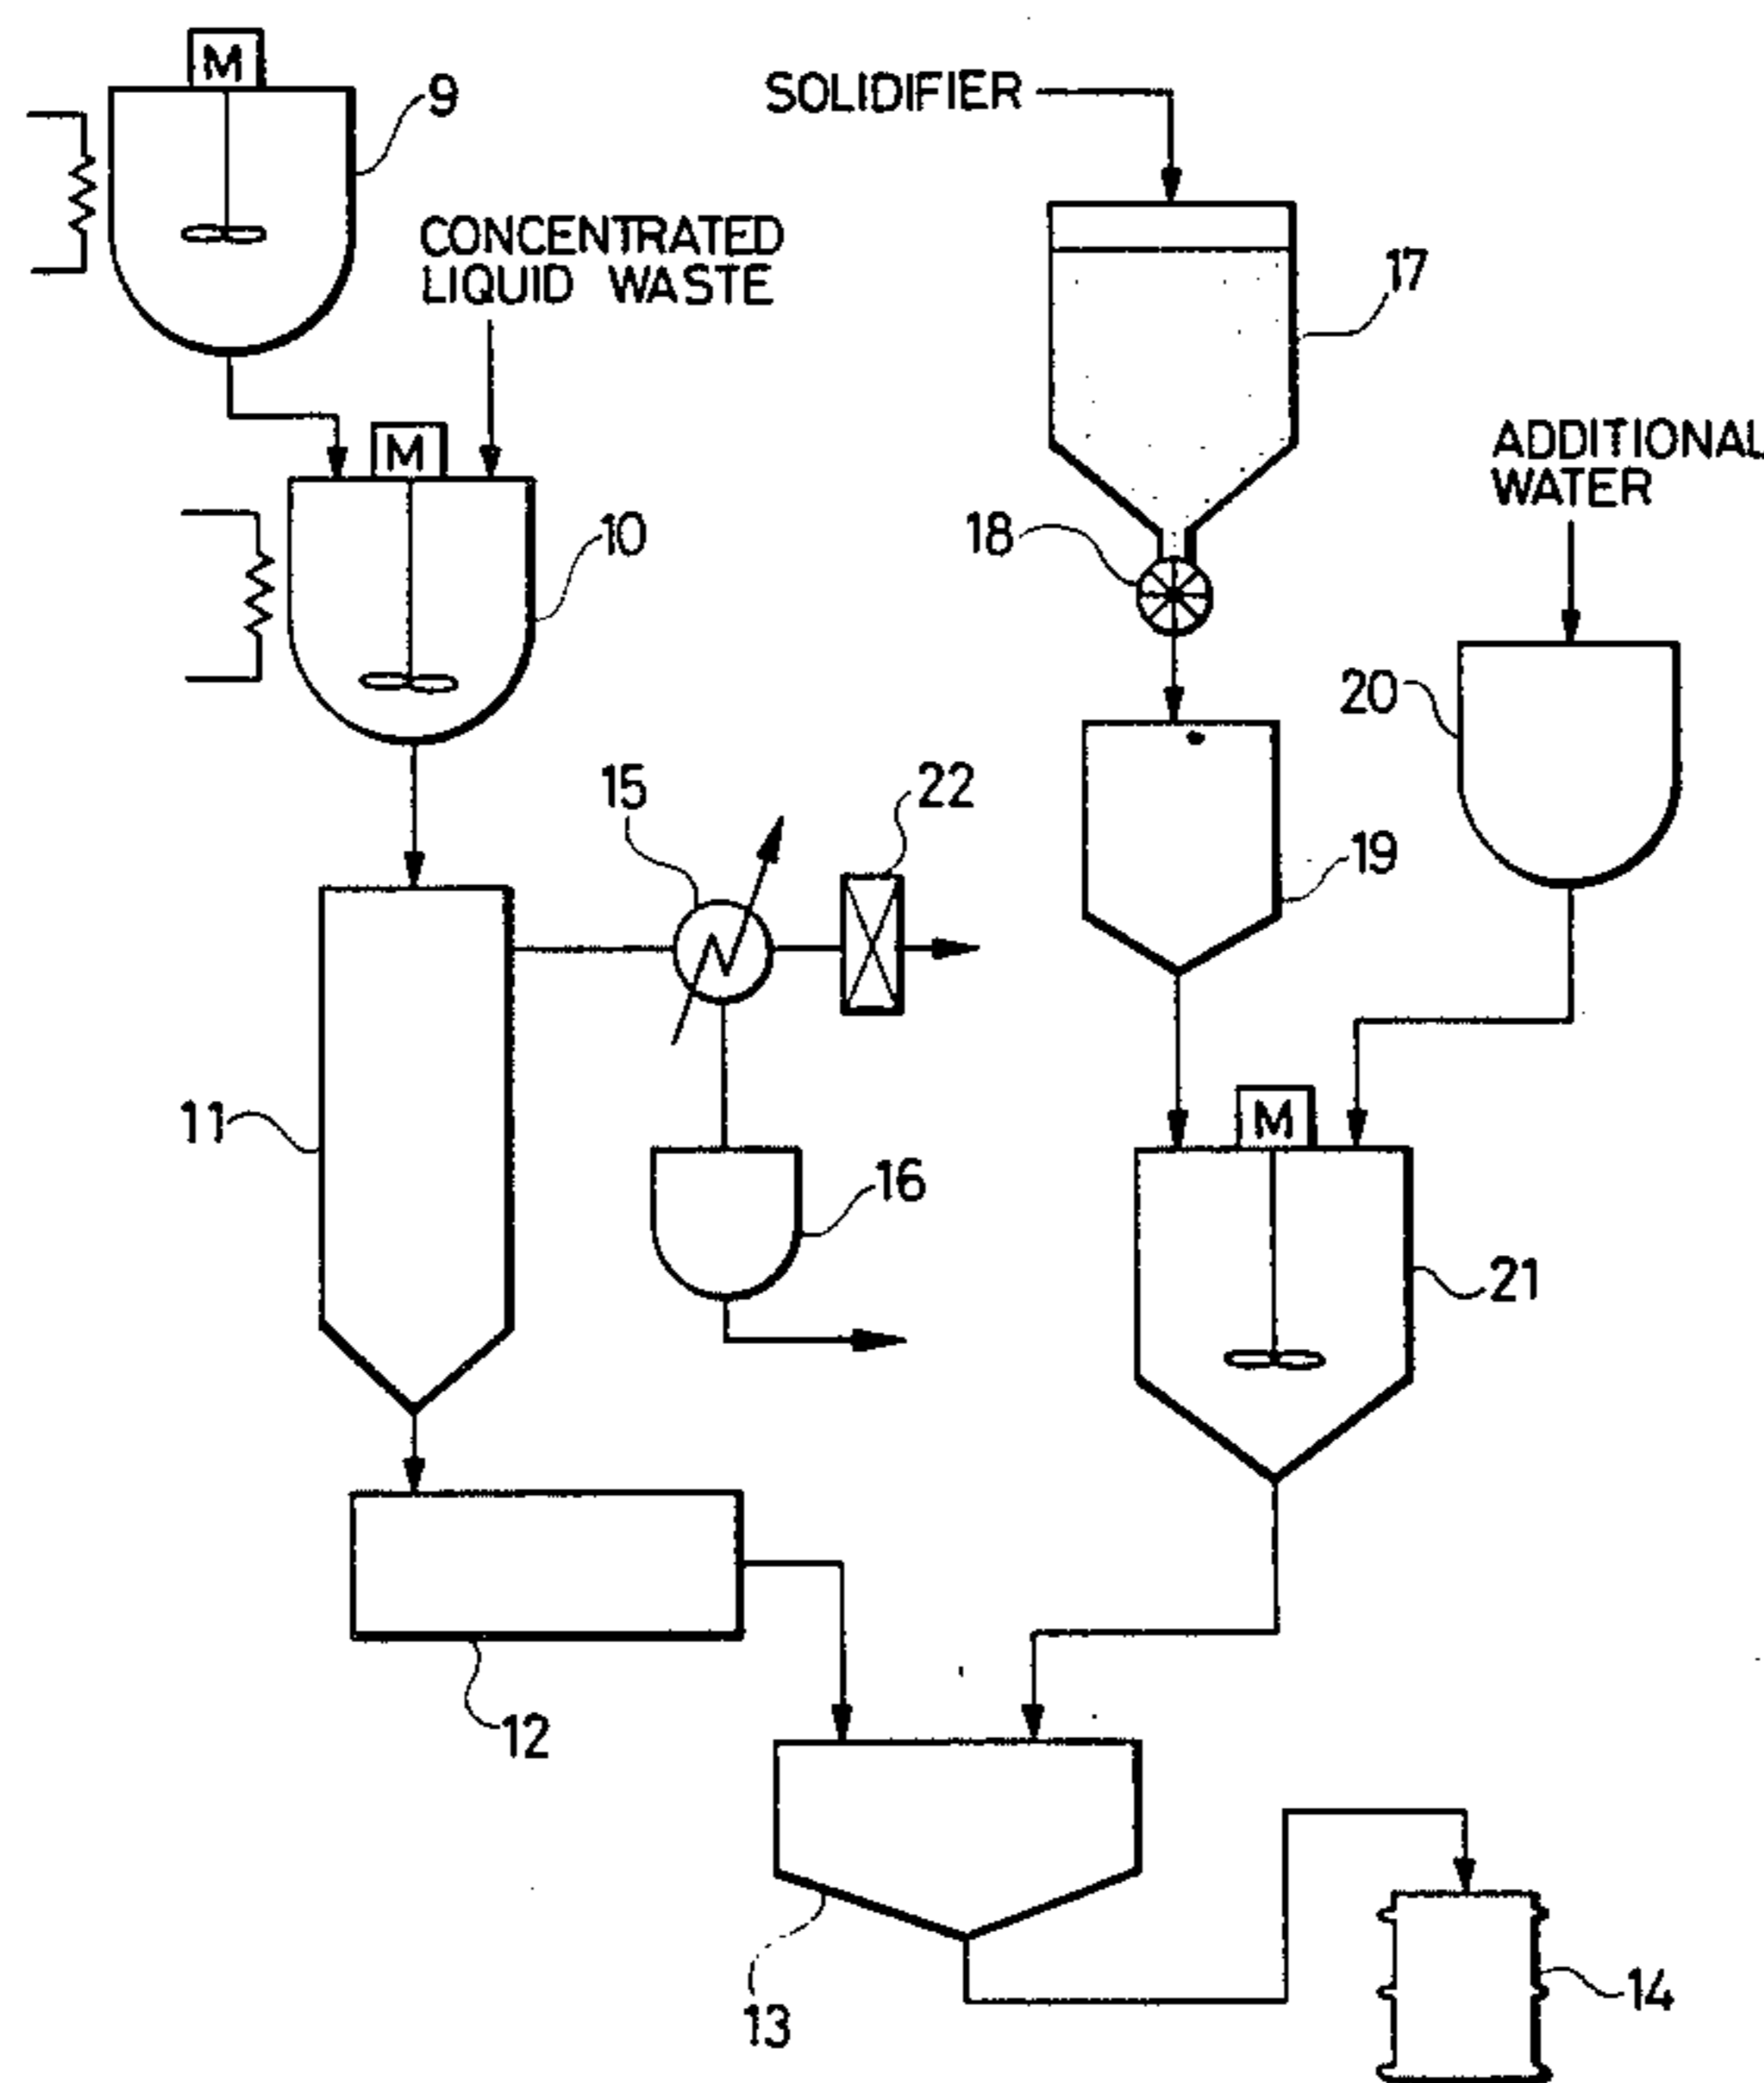 M
9
SOLIDIFIER
CONCENTRATED
LIQUID WASTE
17
ADDITIONAL
WATER
M
10
18
20
15
22
19
11
M
16
21
12
13
14